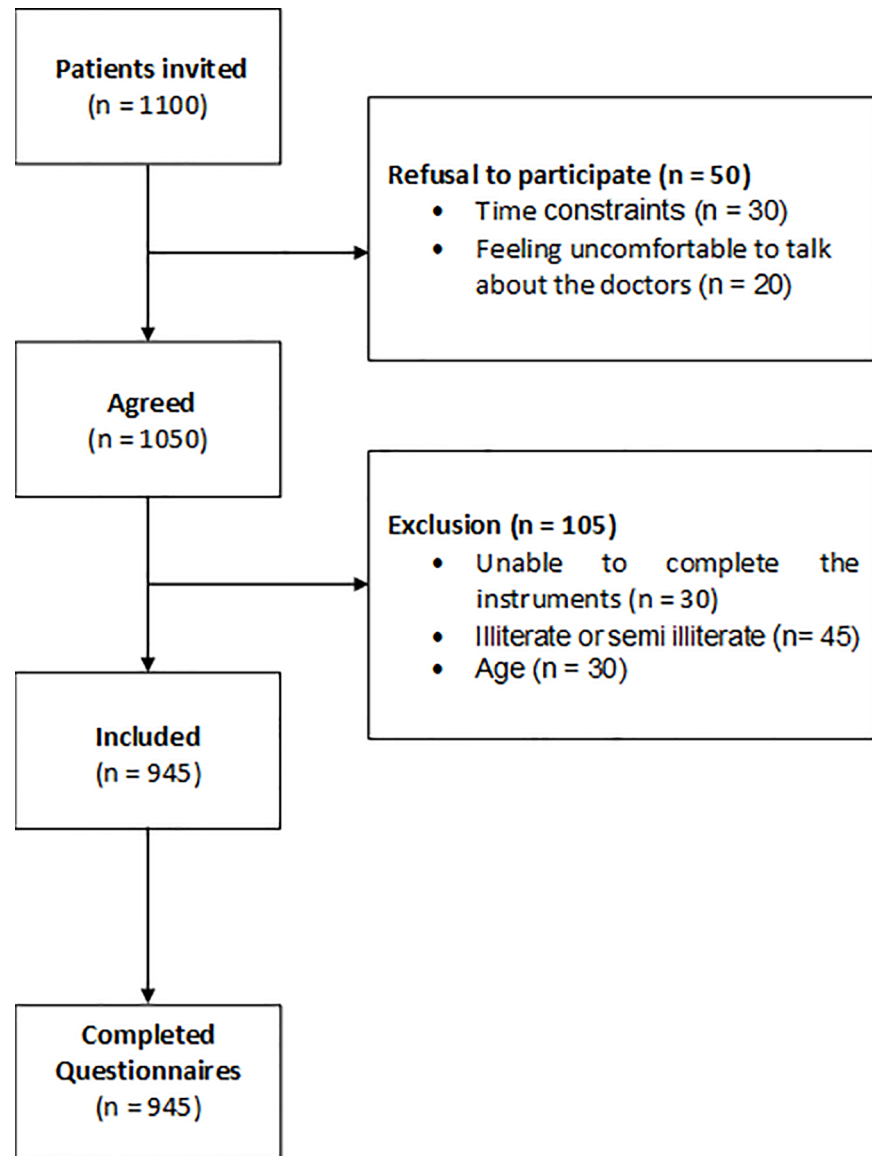 Patients invited
(n = 1100)
Refusal to participate (n = 50)
• Time constraints (n = 30)
• Feeling uncomfortable to talk
about the doctors (n = 20)
Agreed
(n = 1050)
Exclusion (n = 105)
• Unable to complete the
instruments (n = 30)
• Illiterate or semi illiterate (n= 45)
• Age (n = 30)
Included
(n = 945)
Completed
Questionnaires
(n = 945)